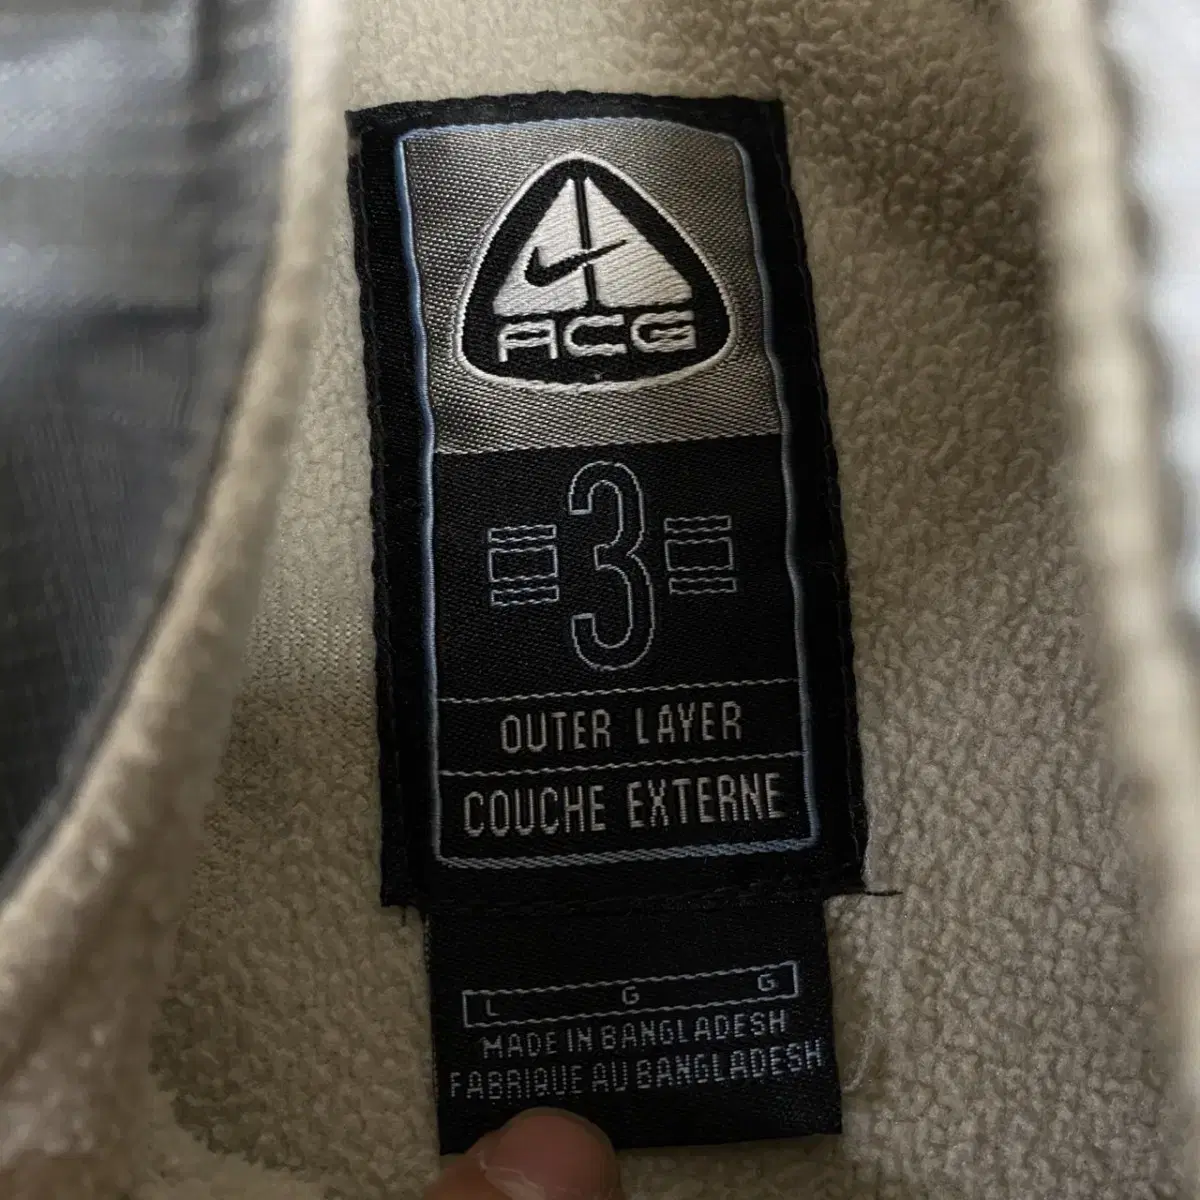 ACG
3
OUTER LAYER
COUCHE EXTERNE
L G G
MADE IN BANGLADESH
FABRIQUE AU BANGLADESH